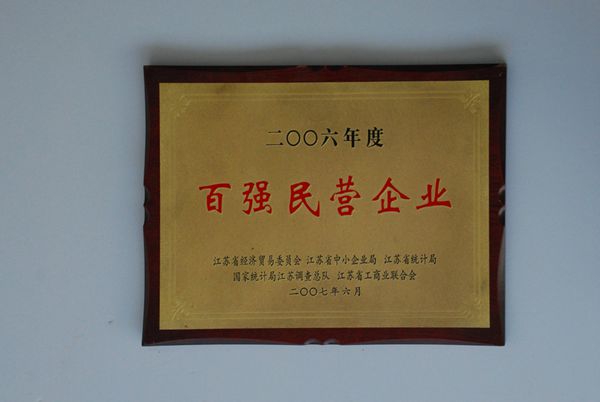 二〇〇六年度
百强民营企业
江苏省经济贸易委员会 江苏省中小企业局 江苏省统计局
国家统计局江苏调查总队 江苏省工商业联合会
二〇〇七年六月